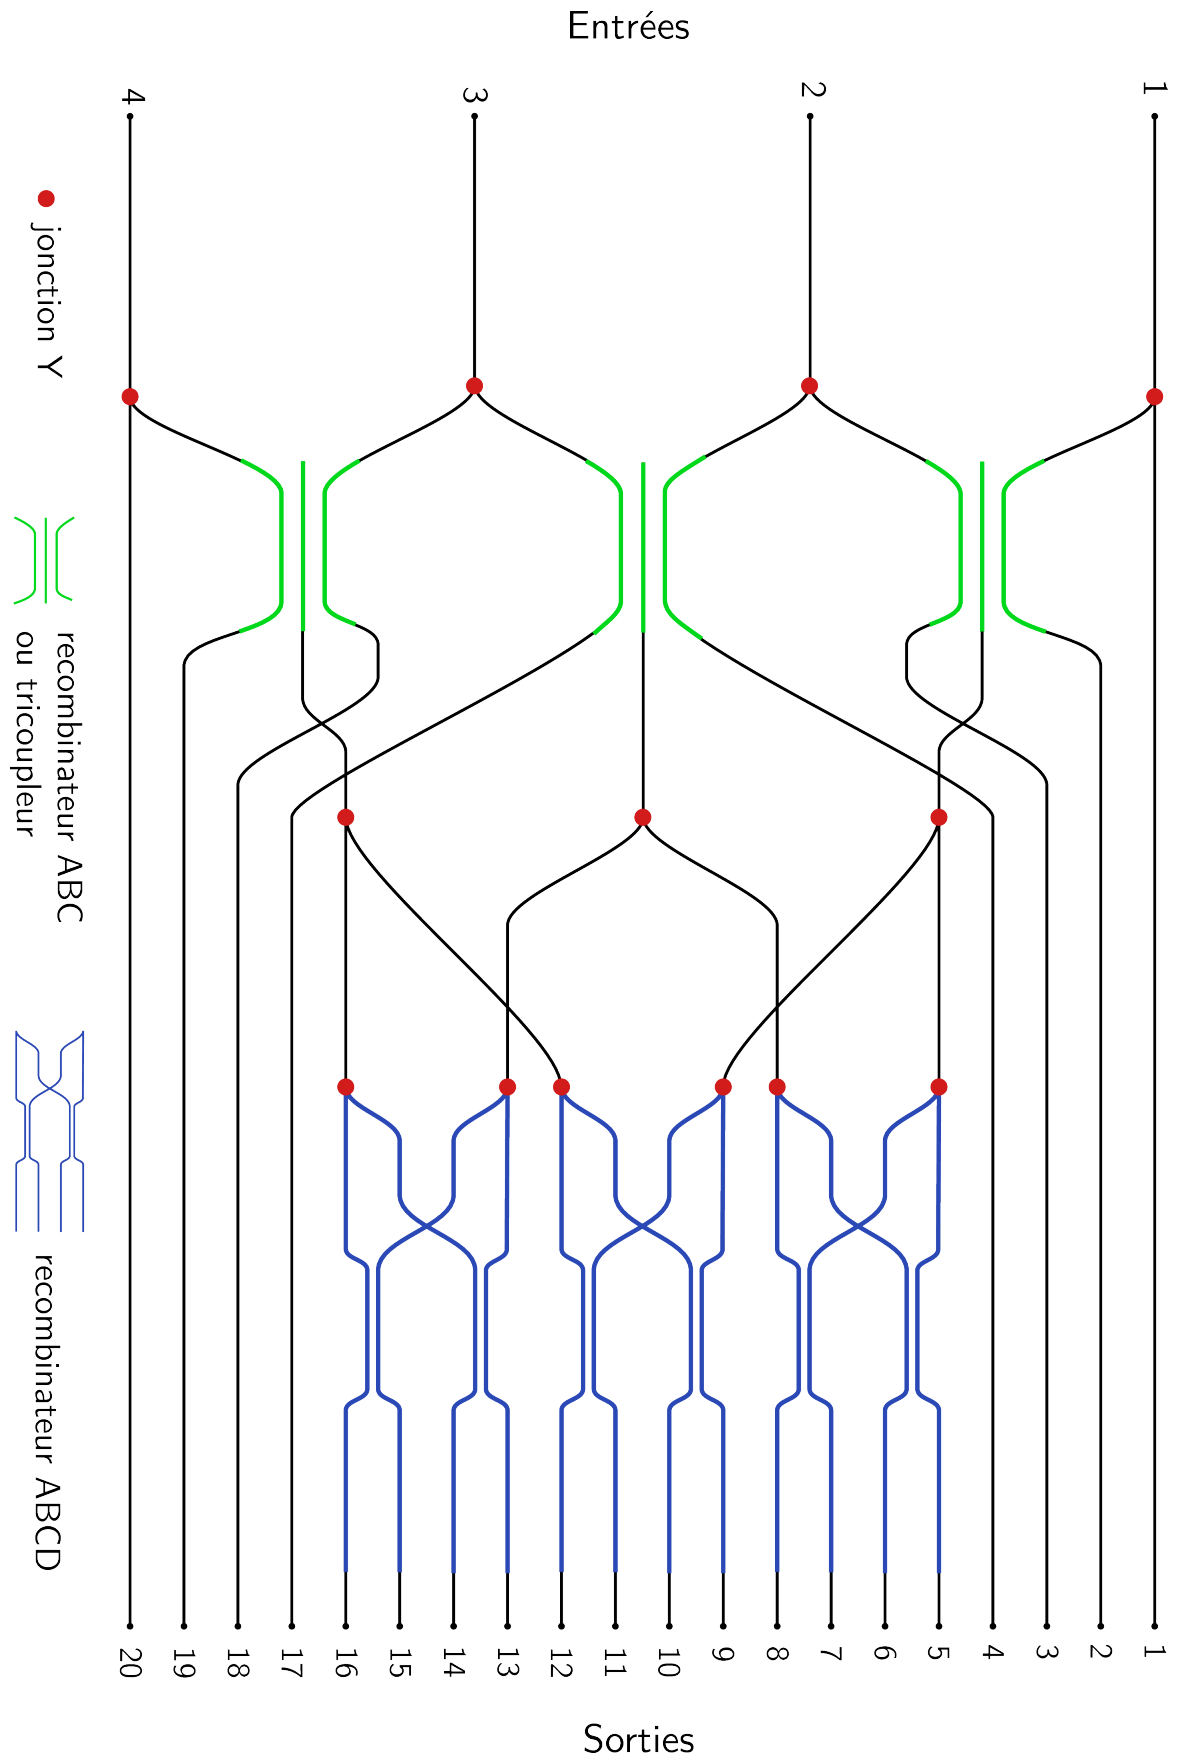 Entrées
4 3 2 1
jonction Y
recombinateur ABC
ou tricoupleur
recombinateur ABCD
20 19 18 17 16 15 14 13 12 11 10 9 8 7 6 5 4 3 2 1
Sorties